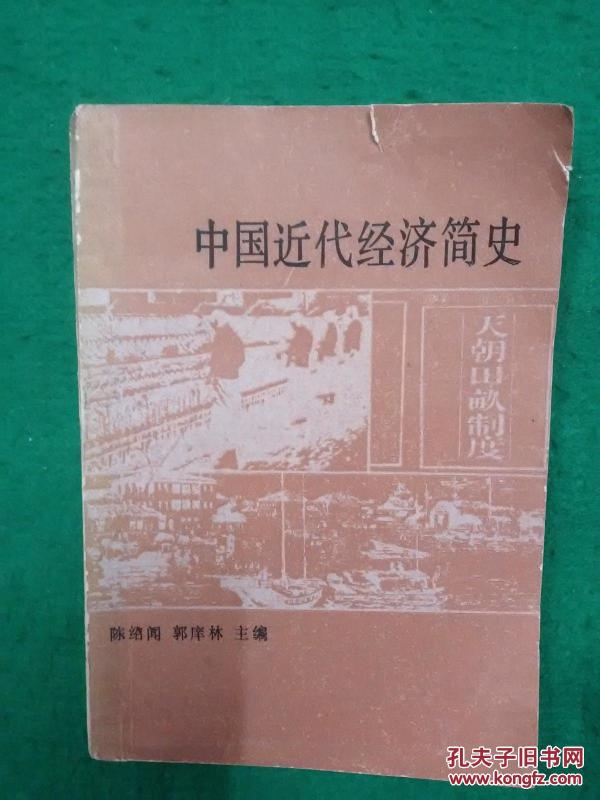 中国近代经济简史
天朝田畝制度
陈绍闻 郭庠林 主编
孔夫子旧书网
www.kongfz.com